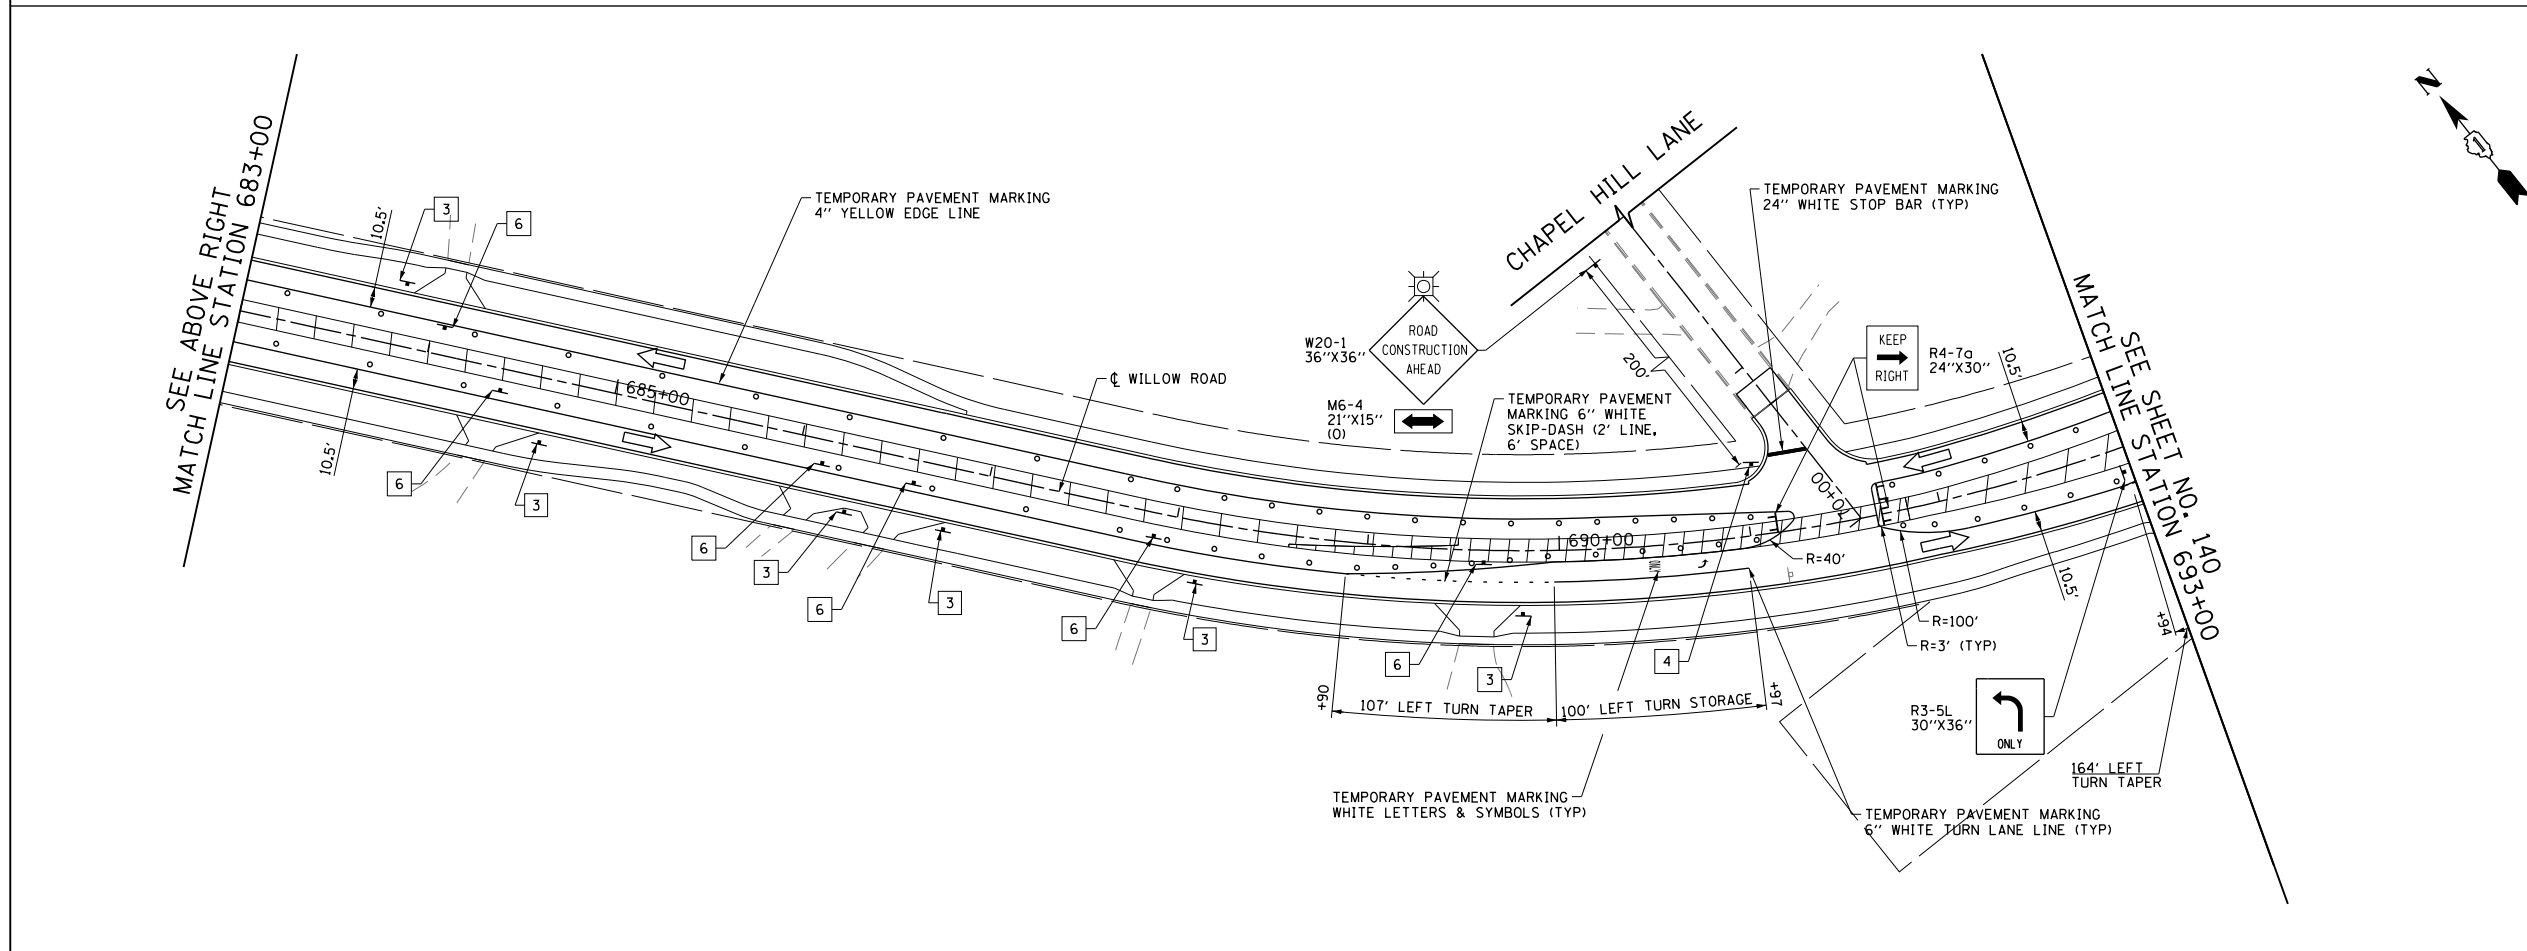 SEE ABOVE RIGHT
MATCH LINE STATION 683+00
10.5'
3
6
TEMPORARY PAVEMENT MARKING
4" YELLOW EDGE LINE
685+00
10.5'
6
3
6
3
6
3
6
3
℄ WILLOW ROAD
W20-1
36"X36"
ROAD
CONSTRUCTION
AHEAD
M6-4
21"X15"
(O)
CHAPEL HILL LANE
200'
TEMPORARY PAVEMENT MARKING
24" WHITE STOP BAR (TYP)
TEMPORARY PAVEMENT
MARKING 6" WHITE
SKIP-DASH (2' LINE,
6' SPACE)
KEEP
RIGHT
R4-7a
24"X30"
10.5'
N
690+00
10+00
R=40'
6
3
4
+90
107' LEFT TURN TAPER
100' LEFT TURN STORAGE
+97
R=100'
R=3' (TYP)
10.5'
+94
R3-5L
30"X36"
ONLY
164' LEFT
TURN TAPER
TEMPORARY PAVEMENT MARKING
WHITE LETTERS & SYMBOLS (TYP)
TEMPORARY PAVEMENT MARKING
6" WHITE TURN LANE LINE (TYP)
SEE SHEET NO. 140
MATCH LINE STATION 693+00